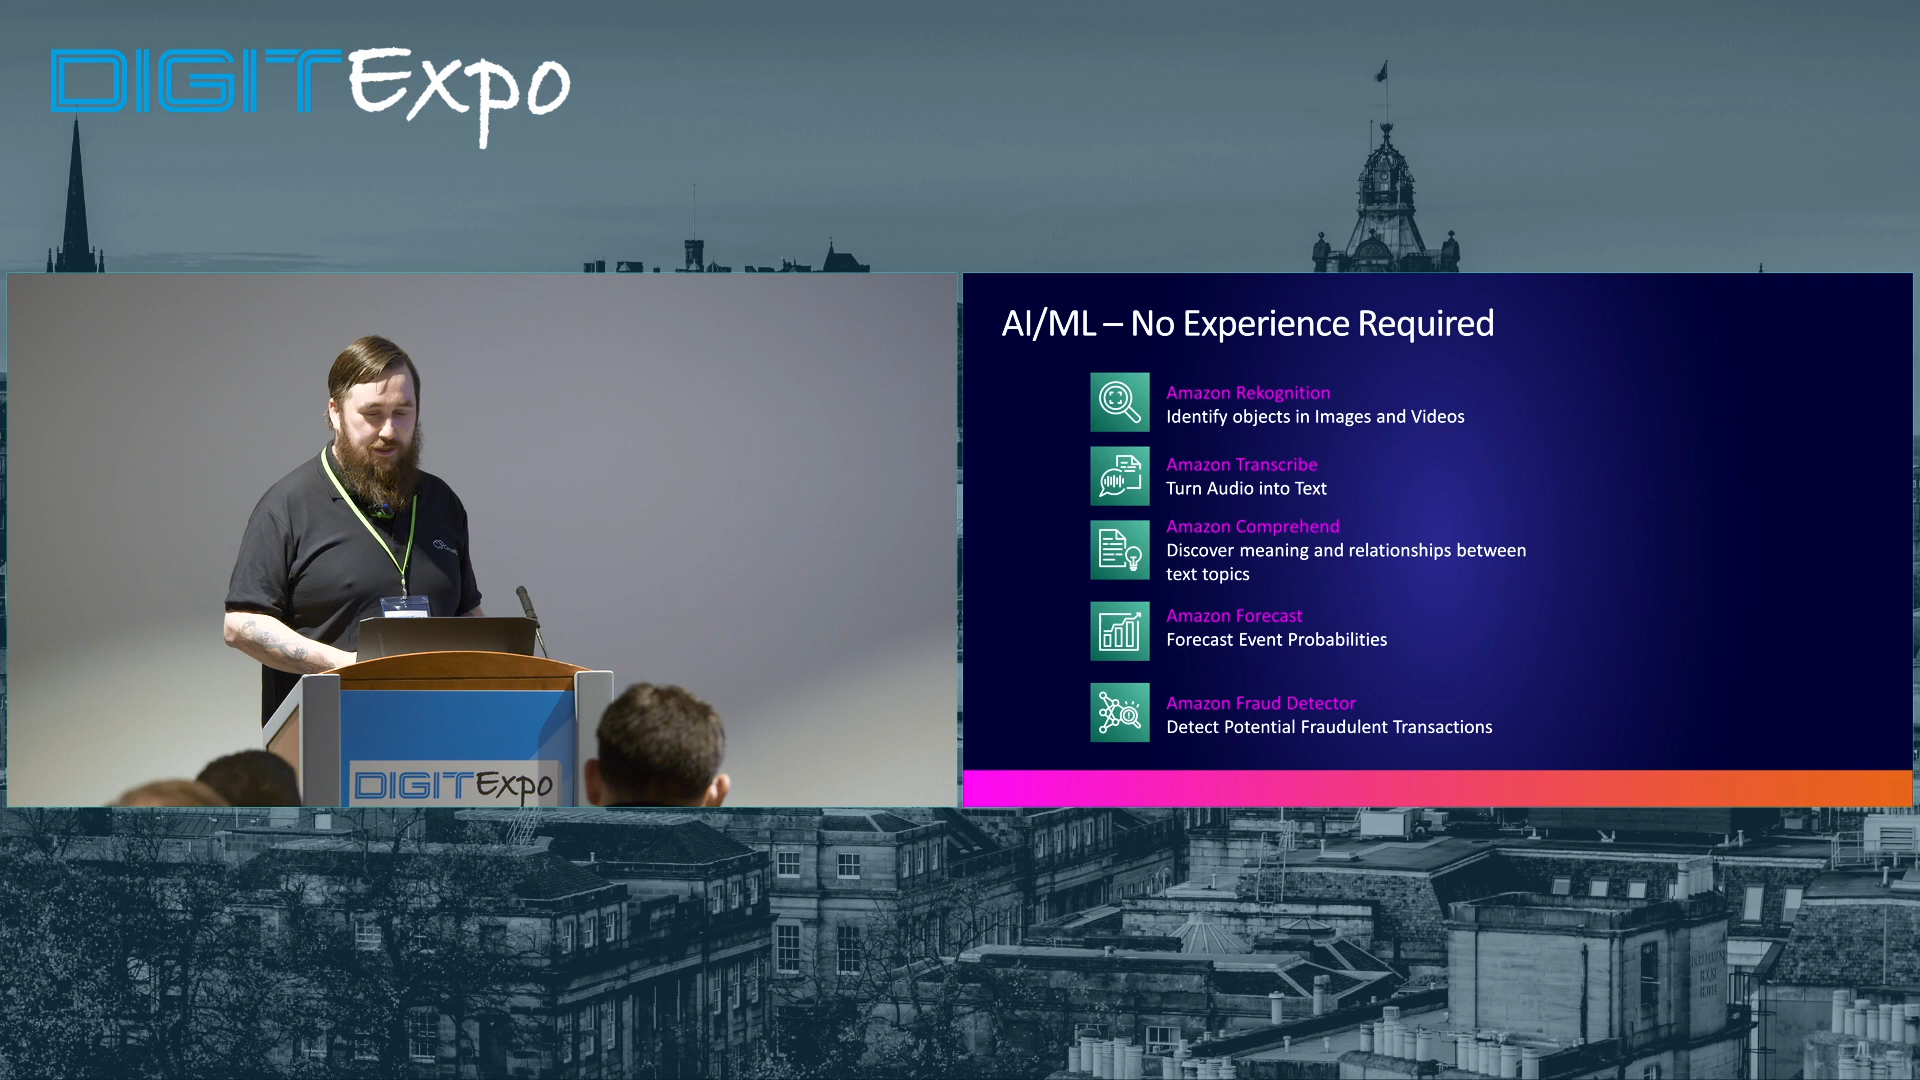 DIGITExpo
AI/ML – No Experience Required
Amazon Rekognition
Identify objects in Images and Videos
Amazon Transcribe
Turn Audio into Text
Amazon Comprehend
Discover meaning and relationships between
text topics
Amazon Forecast
Forecast Event Probabilities
Amazon Fraud Detector
Detect Potential Fraudulent Transactions
DIGITExpo